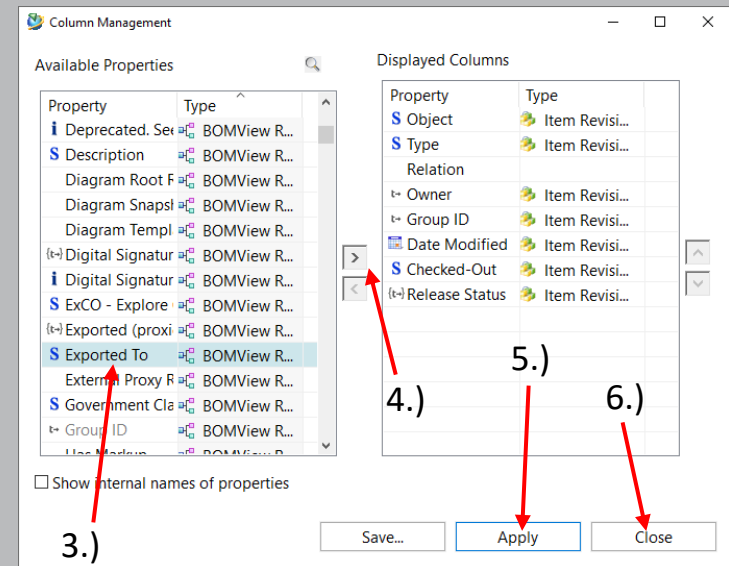 Column Management
Available Properties
Displayed Columns
Property Type
Deprecated. See BOMView R...
S Description BOMView R...
Diagram Root BOMView R...
Diagram BOMView R...
Diagram Templ BOMView R...
Digital Signatur BOMView R...
Digital Signatur BOMView R...
S ExCO - Explore BOMView R...
Exported (proxi BOMView R...
S Exported To BOMView R...
External Proxy BOMView R...
S Government Cla BOMView R...
Group ID BOMView R...
Property Type
S Object Item Revisi...
S Type Item Revisi...
Relation
Owner Item Revisi...
Group ID Item Revisi...
Date Modified Item Revisi...
S Checked-Out Item Revisi...
Release Status Item Revisi...
>
<
4.)
5.)
6.)
Show internal names of properties
3.)
Save...
Apply
Close